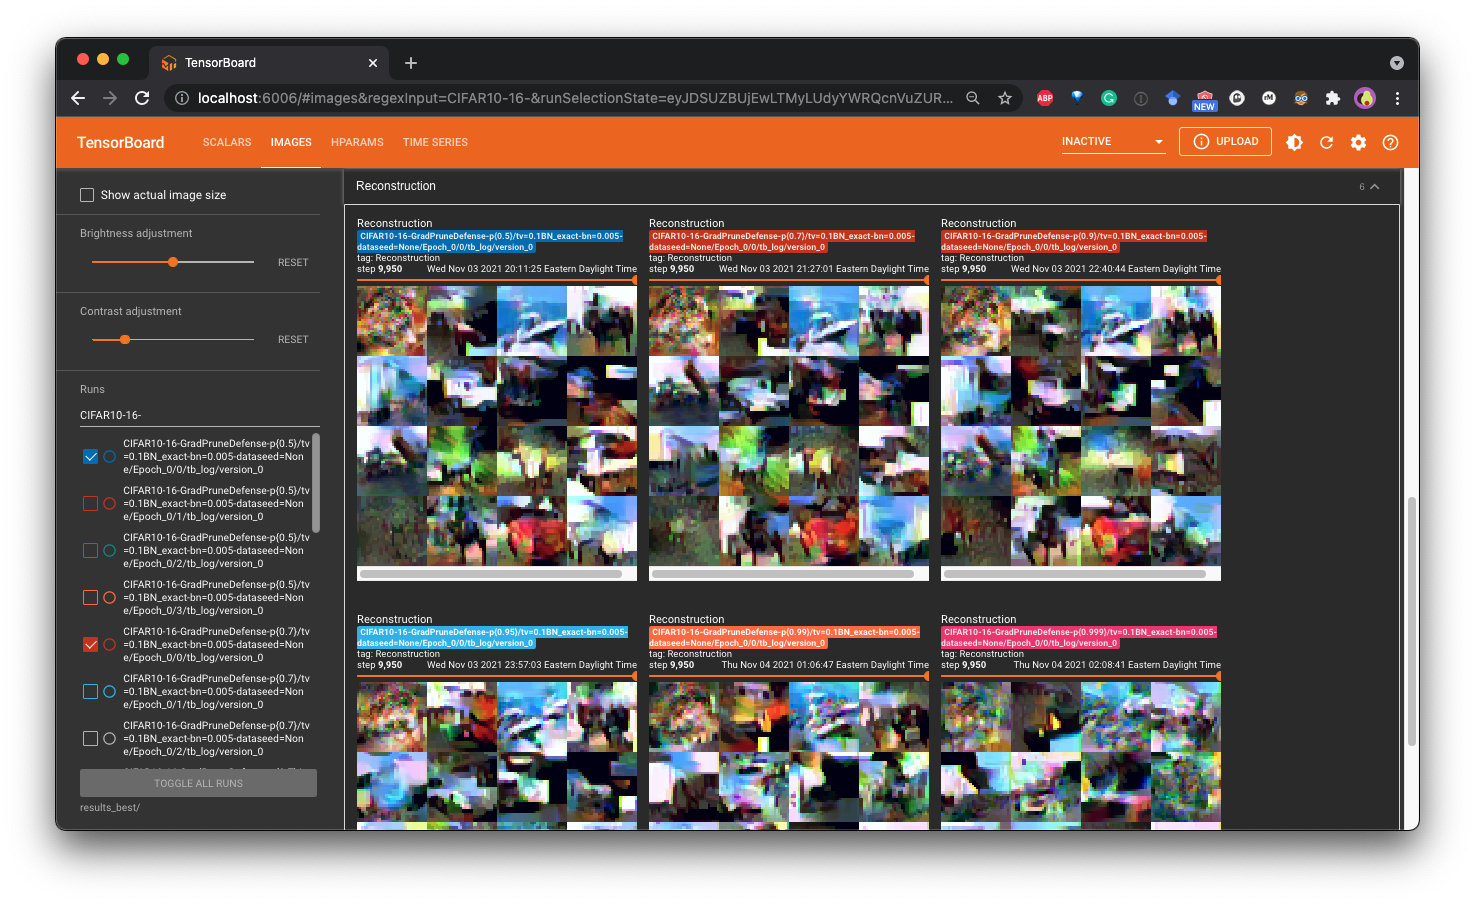 TensorBoard
localhost:6006/#images&regexInput=CIFAR10-16-&runSelectionState=eyJDSUZBUjEwLTMyLUdyYWRQcnVuZUR...
ABP
NEW
TensorBoard
SCALARS
IMAGES
HPARAMS
TIME SERIES
INACTIVE
UPLOAD
Show actual image size
Brightness adjustment
RESET
Contrast adjustment
RESET
Runs
CIFAR10-16-
CIFAR10-16-GradPruneDefense-p{0.5}/tv
=0.1BN_exact-bn=0.005-dataseed=Non
e/Epoch_0/0/tb_log/version_0
CIFAR10-16-GradPruneDefense-p{0.5}/tv
=0.1BN_exact-bn=0.005-dataseed=Non
e/Epoch_0/1/tb_log/version_0
CIFAR10-16-GradPruneDefense-p{0.5}/tv
=0.1BN_exact-bn=0.005-dataseed=Non
e/Epoch_0/2/tb_log/version_0
CIFAR10-16-GradPruneDefense-p{0.5}/tv
=0.1BN_exact-bn=0.005-dataseed=Non
e/Epoch_0/3/tb_log/version_0
CIFAR10-16-GradPruneDefense-p{0.7}/tv
=0.1BN_exact-bn=0.005-dataseed=Non
e/Epoch_0/0/tb_log/version_0
CIFAR10-16-GradPruneDefense-p{0.7}/tv
=0.1BN_exact-bn=0.005-dataseed=Non
e/Epoch_0/1/tb_log/version_0
CIFAR10-16-GradPruneDefense-p{0.7}/tv
=0.1BN_exact-bn=0.005-dataseed=Non
e/Epoch_0/2/tb_log/version_0
TOGGLE ALL RUNS
results_best/
Reconstruction
6
Reconstruction
CIFAR10-16-GradPruneDefense-p{0.5}/tv=0.1BN_exact-bn=0.005-
dataseed=None/Epoch_0/0/tb_log/version_0
tag: Reconstruction
step 9,950 Wed Nov 03 2021 20:11:25 Eastern Daylight Time
Reconstruction
CIFAR10-16-GradPruneDefense-p{0.7}/tv=0.1BN_exact-bn=0.005-
dataseed=None/Epoch_0/0/tb_log/version_0
tag: Reconstruction
step 9,950 Wed Nov 03 2021 21:27:01 Eastern Daylight Time
Reconstruction
CIFAR10-16-GradPruneDefense-p{0.9}/tv=0.1BN_exact-bn=0.005-
dataseed=None/Epoch_0/0/tb_log/version_0
tag: Reconstruction
step 9,950 Wed Nov 03 2021 22:40:44 Eastern Daylight Time
Reconstruction
CIFAR10-16-GradPruneDefense-p{0.95}/tv=0.1BN_exact-bn=0.005-
dataseed=None/Epoch_0/0/tb_log/version_0
tag: Reconstruction
step 9,950 Wed Nov 03 2021 23:57:03 Eastern Daylight Time
Reconstruction
CIFAR10-16-GradPruneDefense-p{0.99}/tv=0.1BN_exact-bn=0.005-
dataseed=None/Epoch_0/0/tb_log/version_0
tag: Reconstruction
step 9,950 Thu Nov 04 2021 01:06:47 Eastern Daylight Time
Reconstruction
CIFAR10-16-GradPruneDefense-p{0.999}/tv=0.1BN_exact-bn=0.005-
dataseed=None/Epoch_0/0/tb_log/version_0
tag: Reconstruction
step 9,950 Thu Nov 04 2021 02:08:41 Eastern Daylight Time